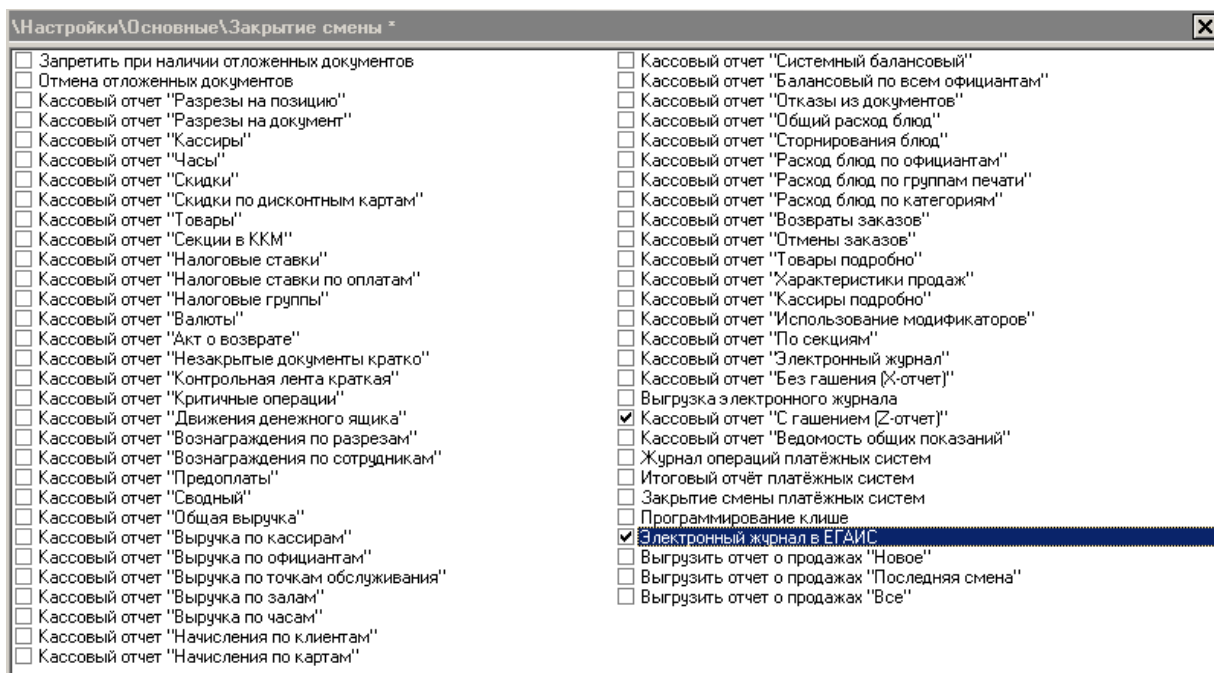 \Настройки\Основные\Закрытие смены *
Запретить при наличии отложенных документов
Отмена отложенных документов
Кассовый отчет "Разрезы на позицию"
Кассовый отчет "Разрезы на документ"
Кассовый отчет "Кассиры"
Кассовый отчет "Часы"
Кассовый отчет "Скидки"
Кассовый отчет "Скидки по дисконтным картам"
Кассовый отчет "Товары"
Кассовый отчет "Секции в ККМ"
Кассовый отчет "Налоговые ставки"
Кассовый отчет "Налоговые ставки по оплатам"
Кассовый отчет "Налоговые группы"
Кассовый отчет "Валюты"
Кассовый отчет "Акт о возврате"
Кассовый отчет "Незакрытые документы кратко"
Кассовый отчет "Контрольная лента краткая"
Кассовый отчет "Критичные операции"
Кассовый отчет "Движения денежного ящика"
Кассовый отчет "Вознаграждения по разрезам"
Кассовый отчет "Вознаграждения по сотрудникам"
Кассовый отчет "Предоплаты"
Кассовый отчет "Сводный"
Кассовый отчет "Общая выручка"
Кассовый отчет "Выручка по кассирам"
Кассовый отчет "Выручка по официантам"
Кассовый отчет "Выручка по точкам обслуживания"
Кассовый отчет "Выручка по залам"
Кассовый отчет "Выручка по часам"
Кассовый отчет "Начисления по клиентам"
Кассовый отчет "Начисления по картам"
Кассовый отчет "Системный балансовый"
Кассовый отчет "Балансовый по всем официантам"
Кассовый отчет "Отказы из документов"
Кассовый отчет "Общий расход блюд"
Кассовый отчет "Сторнирования блюд"
Кассовый отчет "Расход блюд по официантам"
Кассовый отчет "Расход блюд по группам печати"
Кассовый отчет "Расход блюд по категориям"
Кассовый отчет "Возвраты заказов"
Кассовый отчет "Отмены заказов"
Кассовый отчет "Товары подробно"
Кассовый отчет "Характеристики продаж"
Кассовый отчет "Кассиры подробно"
Кассовый отчет "Использование модификаторов"
Кассовый отчет "По секциям"
Кассовый отчет "Электронный журнал"
Кассовый отчет "Без гашения (X-отчет)"
Выгрузка электронного журнала
Кассовый отчет "С гашением (Z-отчет)"
Кассовый отчет "Ведомость общих показаний"
Журнал операций платёжных систем
Итоговый отчёт платёжных систем
Закрытие смены платёжных систем
Программирование клише
Электронный журнал в ЕГАИС
Выгрузить отчет о продажах "Новое"
Выгрузить отчет о продажах "Последняя смена"
Выгрузить отчет о продажах "Все"